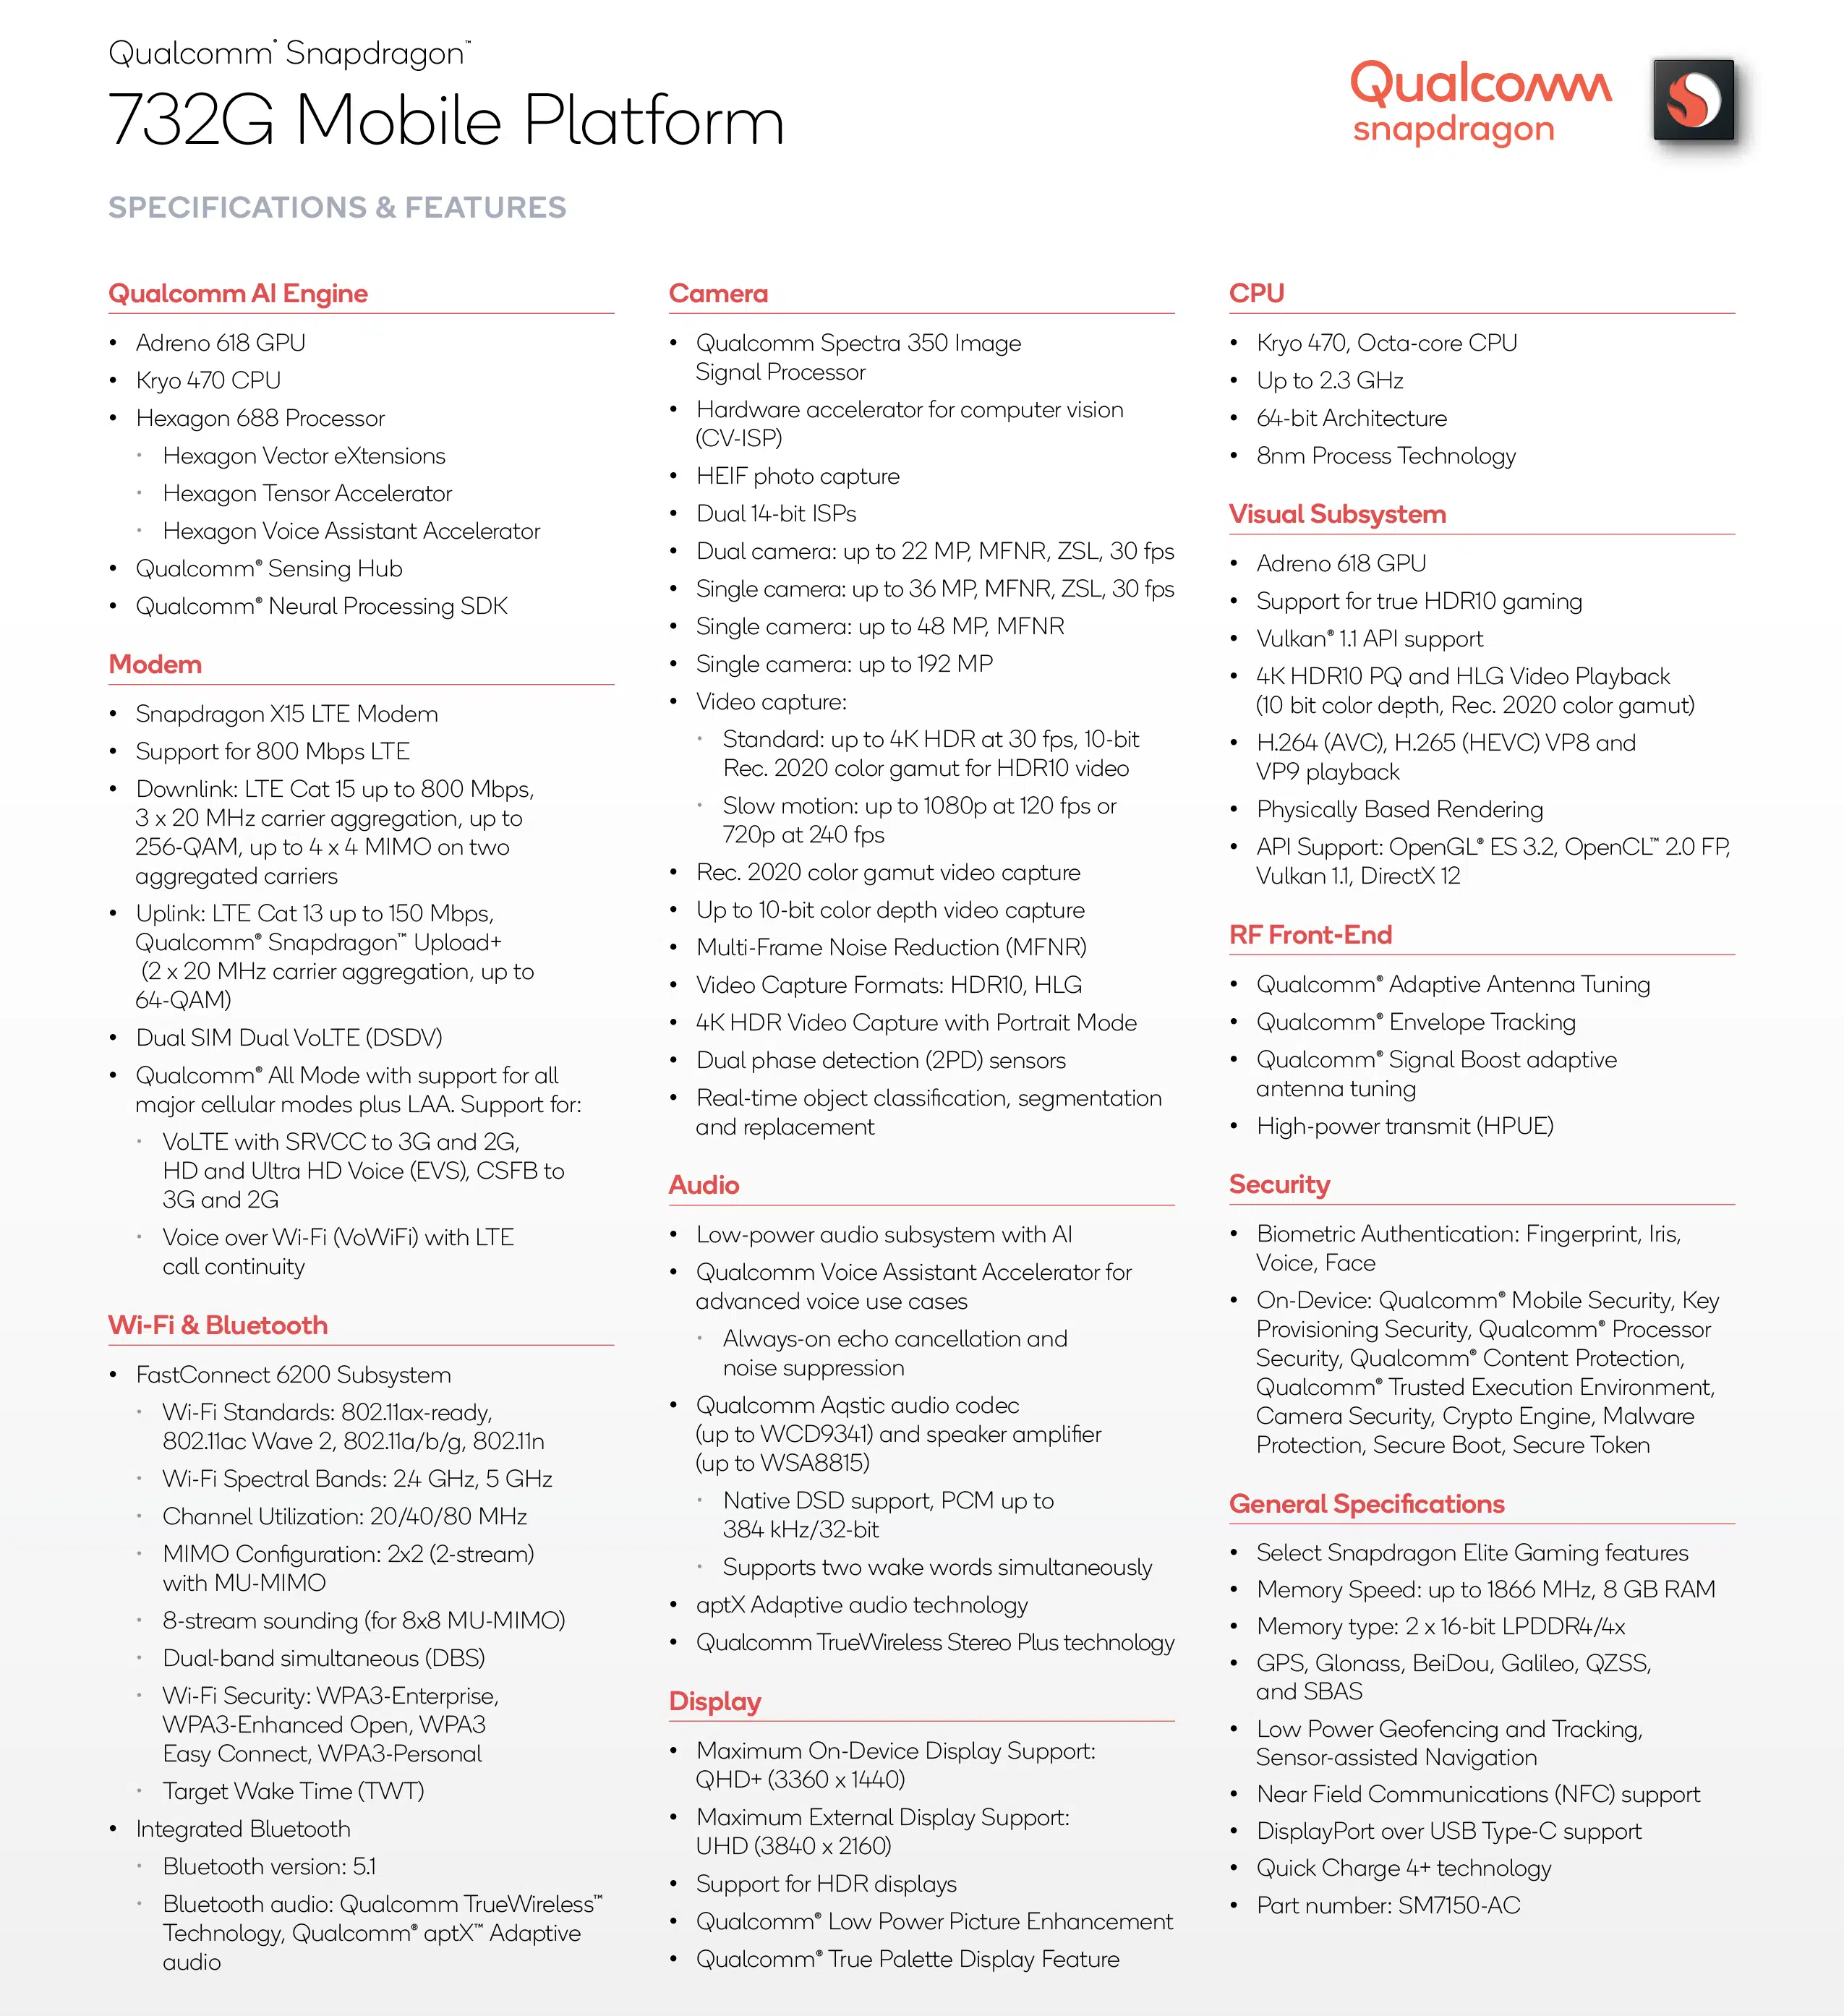 Qualcomm® Snapdragon™
732G Mobile Platform
Qualcomm
snapdragon
SPECIFICATIONS & FEATURES
Qualcomm AI Engine
• Adreno 618 GPU
• Kryo 470 CPU
• Hexagon 688 Processor
· Hexagon Vector eXtensions
· Hexagon Tensor Accelerator
· Hexagon Voice Assistant Accelerator
• Qualcomm® Sensing Hub
• Qualcomm® Neural Processing SDK
Modem
• Snapdragon X15 LTE Modem
• Support for 800 Mbps LTE
• Downlink: LTE Cat 15 up to 800 Mbps,
3 x 20 MHz carrier aggregation, up to
256-QAM, up to 4 x 4 MIMO on two
aggregated carriers
• Uplink: LTE Cat 13 up to 150 Mbps,
Qualcomm® Snapdragon™ Upload+
(2 x 20 MHz carrier aggregation, up to
64-QAM)
• Dual SIM Dual VoLTE (DSDV)
• Qualcomm® All Mode with support for all
major cellular modes plus LAA. Support for:
· VoLTE with SRVCC to 3G and 2G,
HD and Ultra HD Voice (EVS), CSFB to
3G and 2G
· Voice over Wi-Fi (VoWiFi) with LTE
call continuity
Wi-Fi & Bluetooth
• FastConnect 6200 Subsystem
· Wi-Fi Standards: 802.11ax-ready,
802.11ac Wave 2, 802.11a/b/g, 802.11n
· Wi-Fi Spectral Bands: 2.4 GHz, 5 GHz
· Channel Utilization: 20/40/80 MHz
· MIMO Configuration: 2x2 (2-stream)
with MU-MIMO
· 8-stream sounding (for 8x8 MU-MIMO)
· Dual-band simultaneous (DBS)
· Wi-Fi Security: WPA3-Enterprise,
WPA3-Enhanced Open, WPA3
Easy Connect, WPA3-Personal
· Target Wake Time (TWT)
• Integrated Bluetooth
· Bluetooth version: 5.1
· Bluetooth audio: Qualcomm TrueWireless™
Technology, Qualcomm® aptX™ Adaptive
audio
Camera
• Qualcomm Spectra 350 Image
Signal Processor
• Hardware accelerator for computer vision
(CV-ISP)
• HEIF photo capture
• Dual 14-bit ISPs
• Dual camera: up to 22 MP, MFNR, ZSL, 30 fps
• Single camera: up to 36 MP, MFNR, ZSL, 30 fps
• Single camera: up to 48 MP, MFNR
• Single camera: up to 192 MP
• Video capture:
· Standard: up to 4K HDR at 30 fps, 10-bit
Rec. 2020 color gamut for HDR10 video
· Slow motion: up to 1080p at 120 fps or
720p at 240 fps
• Rec. 2020 color gamut video capture
• Up to 10-bit color depth video capture
• Multi-Frame Noise Reduction (MFNR)
• Video Capture Formats: HDR10, HLG
• 4K HDR Video Capture with Portrait Mode
• Dual phase detection (2PD) sensors
• Real-time object classification, segmentation
and replacement
Audio
• Low-power audio subsystem with AI
• Qualcomm Voice Assistant Accelerator for
advanced voice use cases
· Always-on echo cancellation and
noise suppression
• Qualcomm Aqstic audio codec
(up to WCD9341) and speaker amplifier
(up to WSA8815)
· Native DSD support, PCM up to
384 kHz/32-bit
· Supports two wake words simultaneously
• aptX Adaptive audio technology
• Qualcomm TrueWireless Stereo Plus technology
Display
• Maximum On-Device Display Support:
QHD+ (3360 x 1440)
• Maximum External Display Support:
UHD (3840 x 2160)
• Support for HDR displays
• Qualcomm® Low Power Picture Enhancement
• Qualcomm® True Palette Display Feature
CPU
• Kryo 470, Octa-core CPU
• Up to 2.3 GHz
• 64-bit Architecture
• 8nm Process Technology
Visual Subsystem
• Adreno 618 GPU
• Support for true HDR10 gaming
• Vulkan® 1.1 API support
• 4K HDR10 PQ and HLG Video Playback
(10 bit color depth, Rec. 2020 color gamut)
• H.264 (AVC), H.265 (HEVC) VP8 and
VP9 playback
• Physically Based Rendering
• API Support: OpenGL® ES 3.2, OpenCL™ 2.0 FP,
Vulkan 1.1, DirectX 12
RF Front-End
• Qualcomm® Adaptive Antenna Tuning
• Qualcomm® Envelope Tracking
• Qualcomm® Signal Boost adaptive
antenna tuning
• High-power transmit (HPUE)
Security
• Biometric Authentication: Fingerprint, Iris,
Voice, Face
• On-Device: Qualcomm® Mobile Security, Key
Provisioning Security, Qualcomm® Processor
Security, Qualcomm® Content Protection,
Qualcomm® Trusted Execution Environment,
Camera Security, Crypto Engine, Malware
Protection, Secure Boot, Secure Token
General Specifications
• Select Snapdragon Elite Gaming features
• Memory Speed: up to 1866 MHz, 8 GB RAM
• Memory type: 2 x 16-bit LPDDR4/4x
• GPS, Glonass, BeiDou, Galileo, QZSS,
and SBAS
• Low Power Geofencing and Tracking,
Sensor-assisted Navigation
• Near Field Communications (NFC) support
• DisplayPort over USB Type-C support
• Quick Charge 4+ technology
• Part number: SM7150-AC